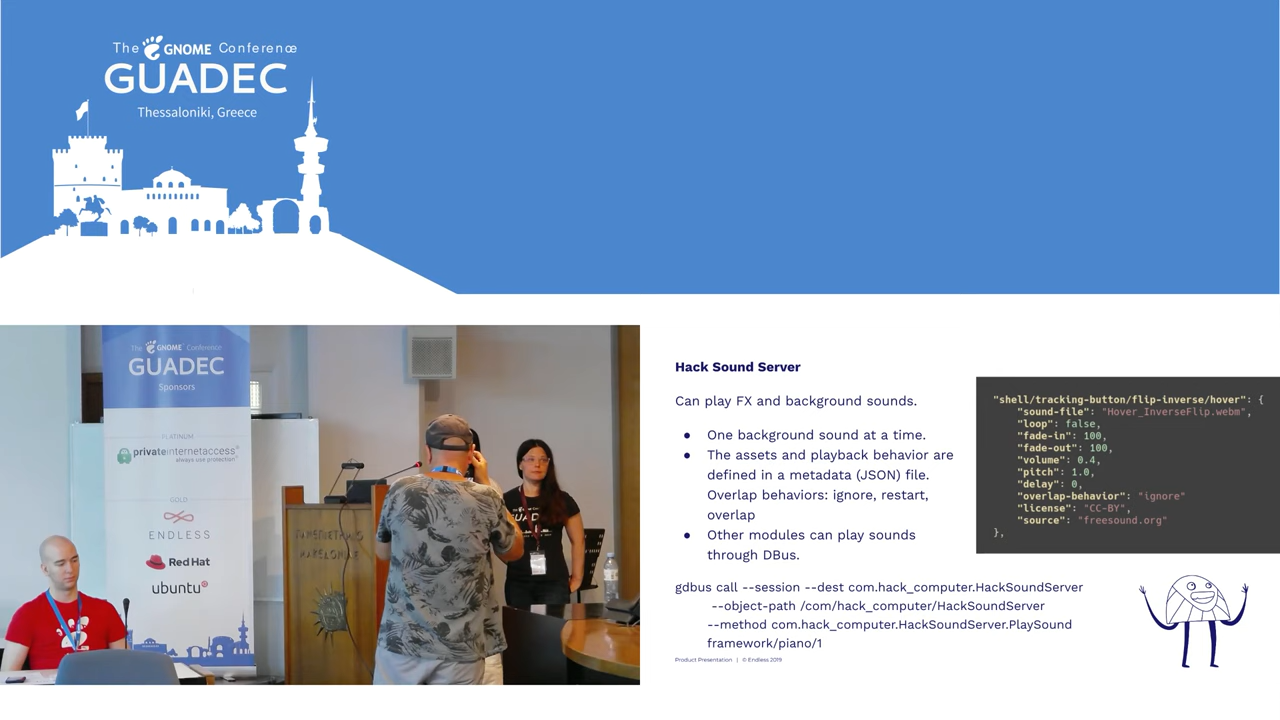 The GNOME Conference
GUADEC
Thessaloniki, Greece
The GNOME Conference
GUADEC
Sponsors
PLATINUM
privateinternetaccess®
always use protection®
GOLD
ENDLESS
Red Hat
ubuntu®
ΠΑΝΕΠΙΣΤΗΜΙΟ
ΜΑΚΕΔΟΝΙΑΣ
GUAD
Hack Sound Server
Can play FX and background sounds.
● One background sound at a time.
● The assets and playback behavior are
defined in a metadata (JSON) file.
Overlap behaviors: ignore, restart,
overlap
● Other modules can play sounds
through DBus.
gdbus call --session --dest com.hack_computer.HackSoundServer
--object-path /com/hack_computer/HackSoundServer
--method com.hack_computer.HackSoundServer.PlaySound
framework/piano/1
Product Presentation | © Endless 2019
"shell/tracking-button/flip-inverse/hover": {
"sound-file": "Hover_InverseFlip.webm",
"loop": false,
"fade-in": 100,
"fade-out": 100,
"volume": 0.4,
"pitch": 1.0,
"delay": 0,
"overlap-behavior": "ignore"
"license": "CC-BY",
"source": "freesound.org"
},